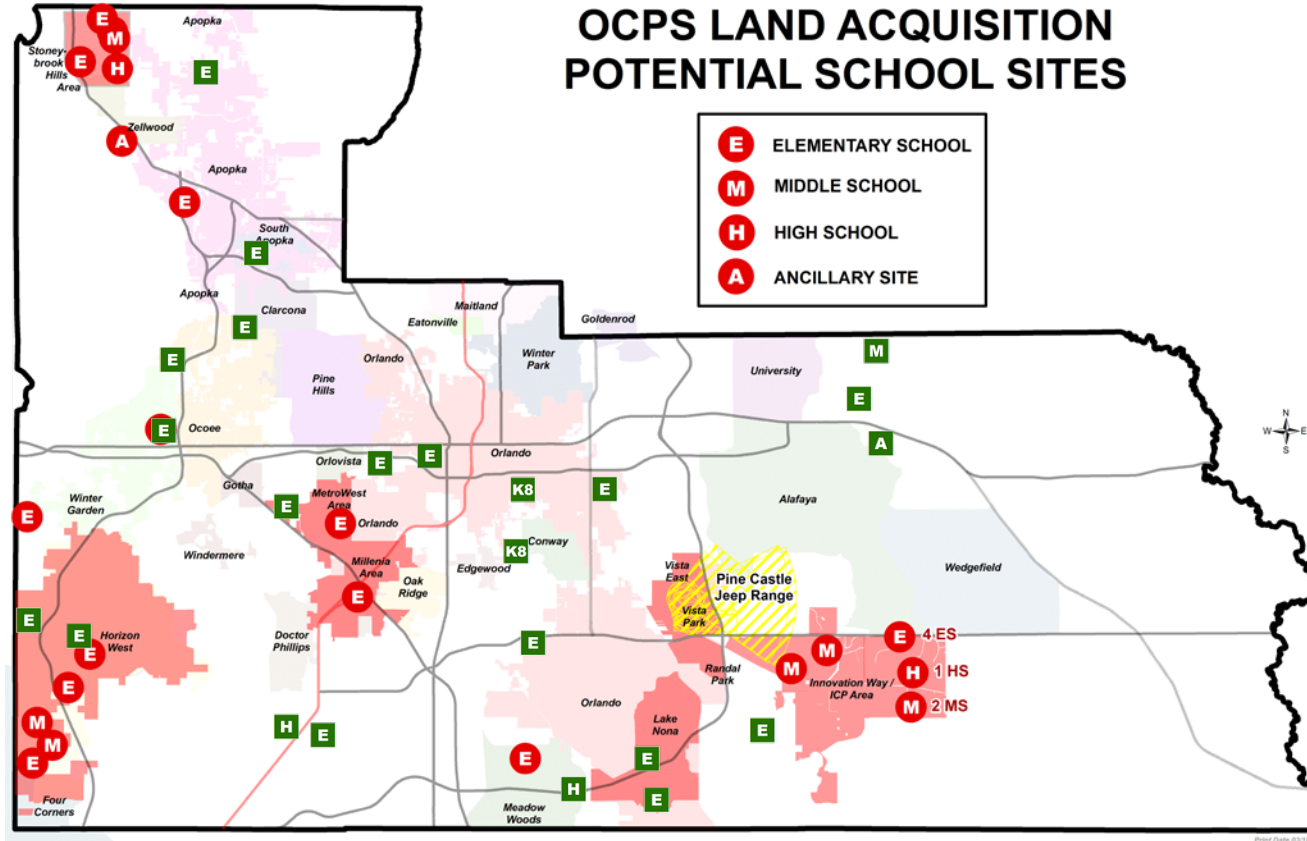 OCPS LAND ACQUISITION
POTENTIAL SCHOOL SITES
E ELEMENTARY SCHOOL
M MIDDLE SCHOOL
H HIGH SCHOOL
A ANCILLARY SITE
E
Apopka
M
Stoney-
brook
Hills
Area
E
H
E
Zellwood
A
Apopka
E
South
Apopka
E
Apopka
Clarcona
Maitland
Eatonville
Goldenrod
E
Orlando
Winter
Park
University
M
E
Pine
Hills
E
N
W E
S
E
Ocoee
A
Orlovista
E
E
Orlando
Gotha
MetroWest
Area
K8
E
Alafaya
Winter
Garden
E
E
E
Orlando
Windermere
Millenia
Area
K8
Conway
Edgewood
Oak
Ridge
Vista
East
Pine Castle
Jeep Range
Wedgefield
E
E
Vista
Park
E
Horizon
West
E
Doctor
Phillips
E
E 4 ES
M
M
Randal
Park
Innovation Way /
ICP Area
H 1 HS
E
Orlando
M 2 MS
M
M
E
H
E
Lake
Nona
E
E
E
H
E
Four
Corners
Meadow
Woods